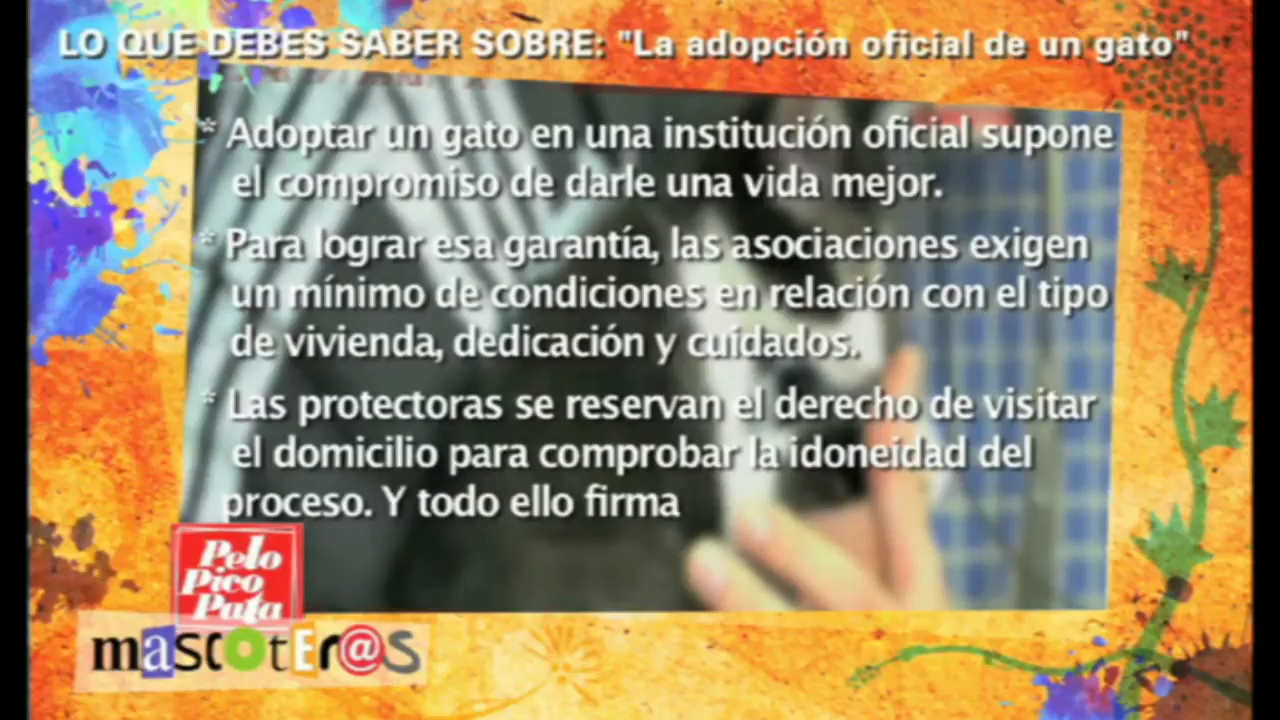 LO QUE DEBES SABER SOBRE: "La adopción oficial de un gato"
* Adoptar un gato en una institución oficial supone
el compromiso de darle una vida mejor.
* Para lograr esa garantía, las asociaciones exigen
un mínimo de condiciones en relación con el tipo
de vivienda, dedicación y cuidados.
* Las protectoras se reservan el derecho de visitar
el domicilio para comprobar la idoneidad del
proceso. Y todo ello firma
Pelo
Pico
Pata
mascoter@s